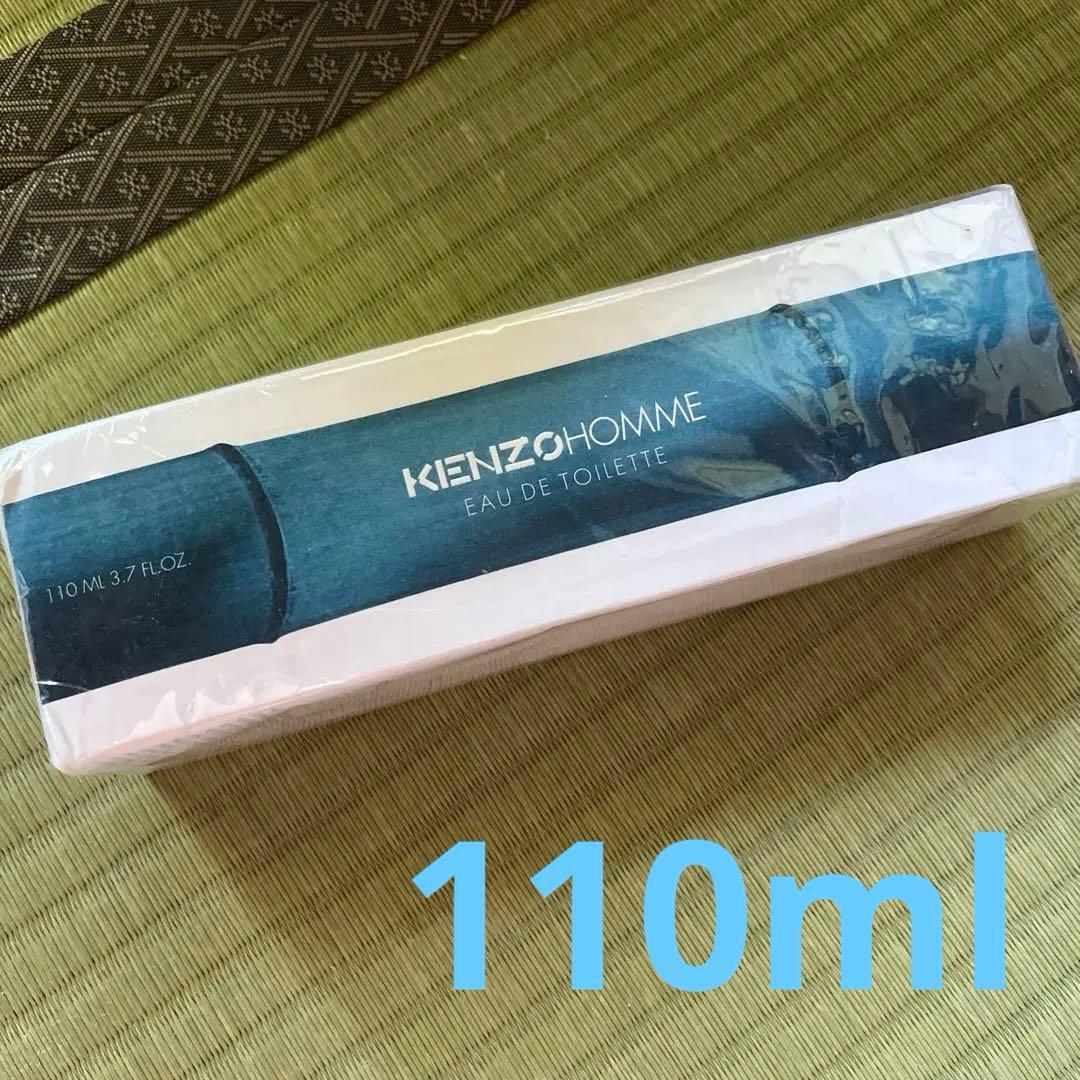 KENZOHOMME
EAU DE TOILETTE
110 ML 3.7 FL.OZ.
110ml